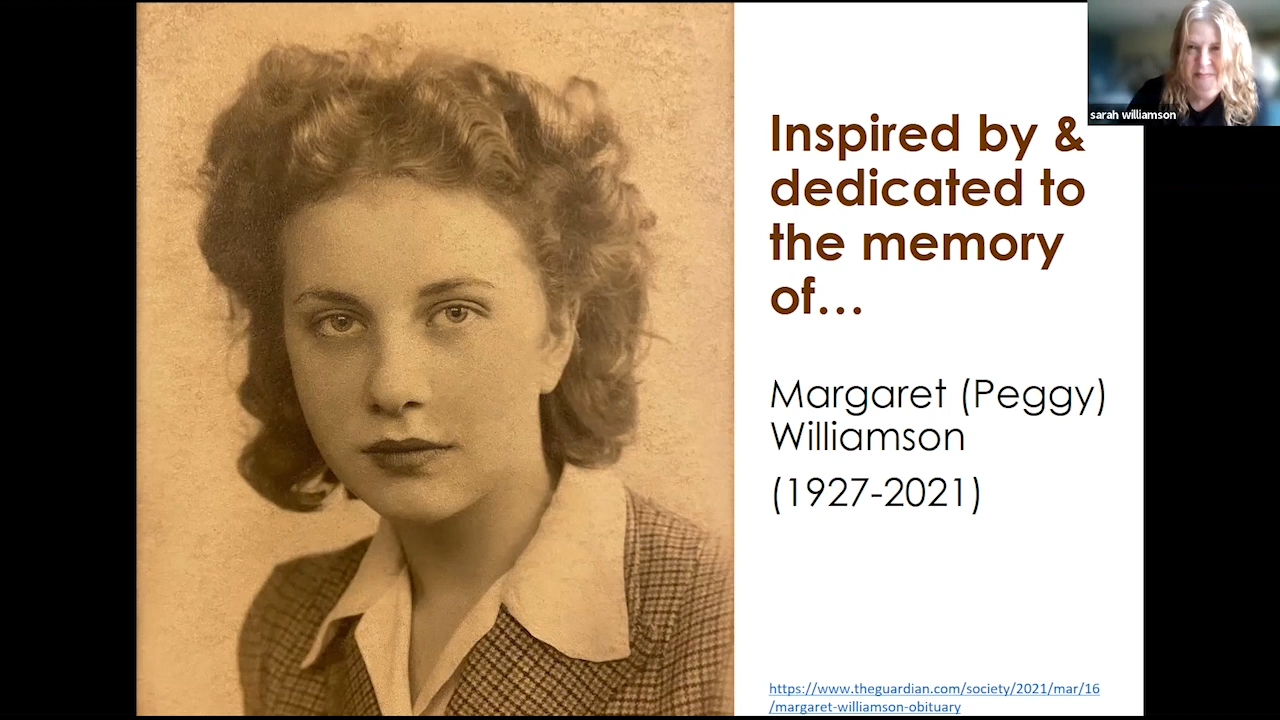 Inspired by &
dedicated to
the memory
of…
Margaret (Peggy)
Williamson
(1927-2021)
https://www.theguardian.com/society/2021/mar/16
/margaret-williamson-obituary
sarah williamson